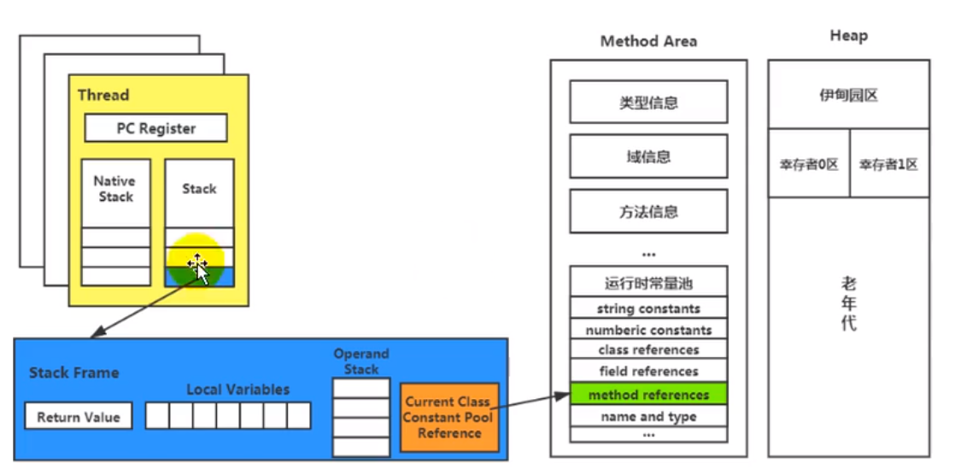 Thread
PC Register
Native
Stack
Stack
Stack Frame
Return Value
Local Variables
Operand
Stack
Current Class
Constant Pool
Reference
Method Area
类型信息
域信息
方法信息
...
运行时常量池
string constants
numberic constants
class references
field references
method references
name and type
...
Heap
伊甸园区
幸存者0区
幸存者1区
老年代